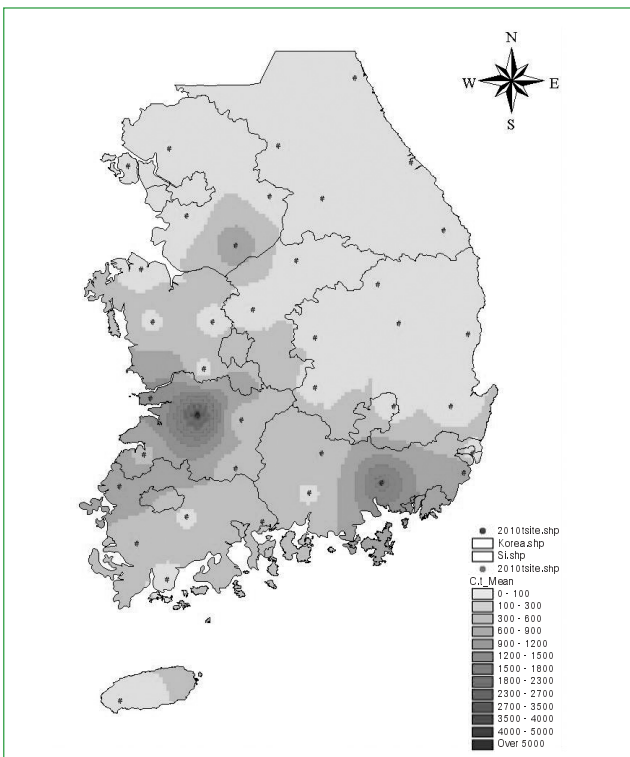 N
W E
S
2010tsite.shp
Korea.shp
Si.shp
2010tsite.shp
C.t_Mean
0 - 100
100 - 300
300 - 600
600 - 900
900 - 1200
1200 - 1500
1500 - 1800
1800 - 2300
2300 - 2700
2700 - 3500
3500 - 4000
4000 - 5000
Over 5000